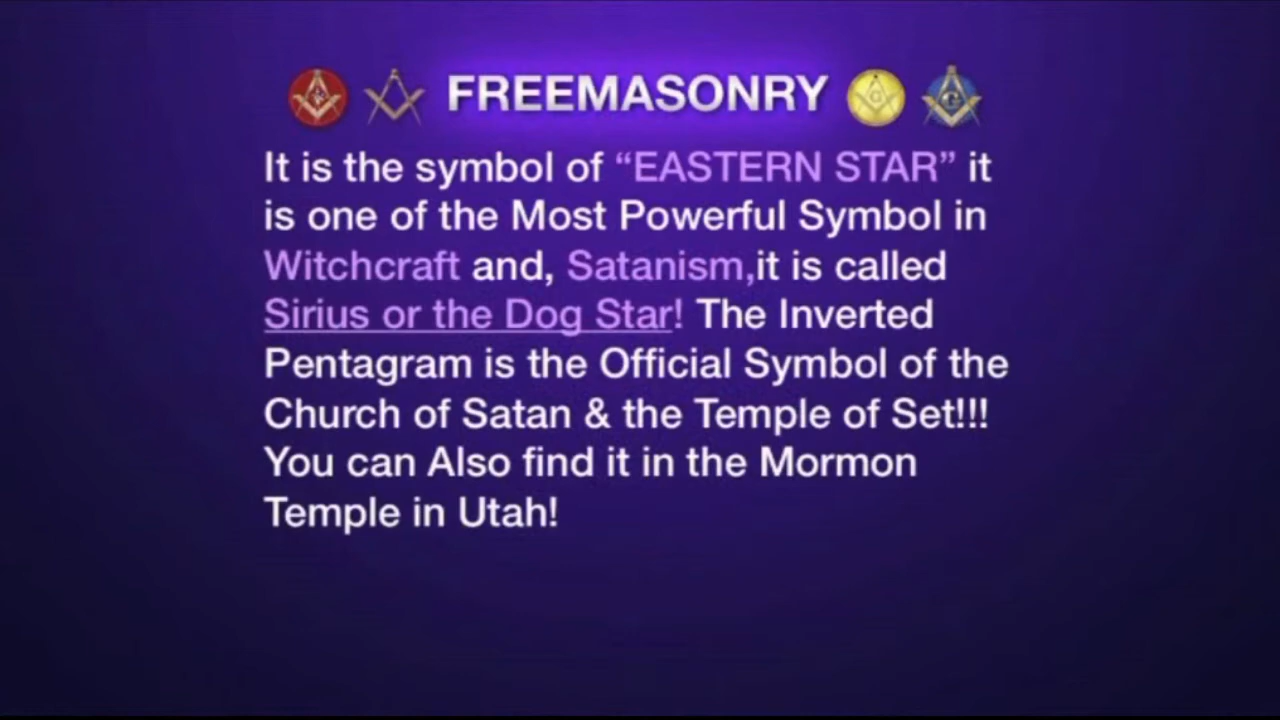 FREEMASONRY
It is the symbol of “EASTERN STAR” it
is one of the Most Powerful Symbol in
Witchcraft and, Satanism,it is called
Sirius or the Dog Star! The Inverted
Pentagram is the Official Symbol of the
Church of Satan & the Temple of Set!!!
You can Also find it in the Mormon
Temple in Utah!